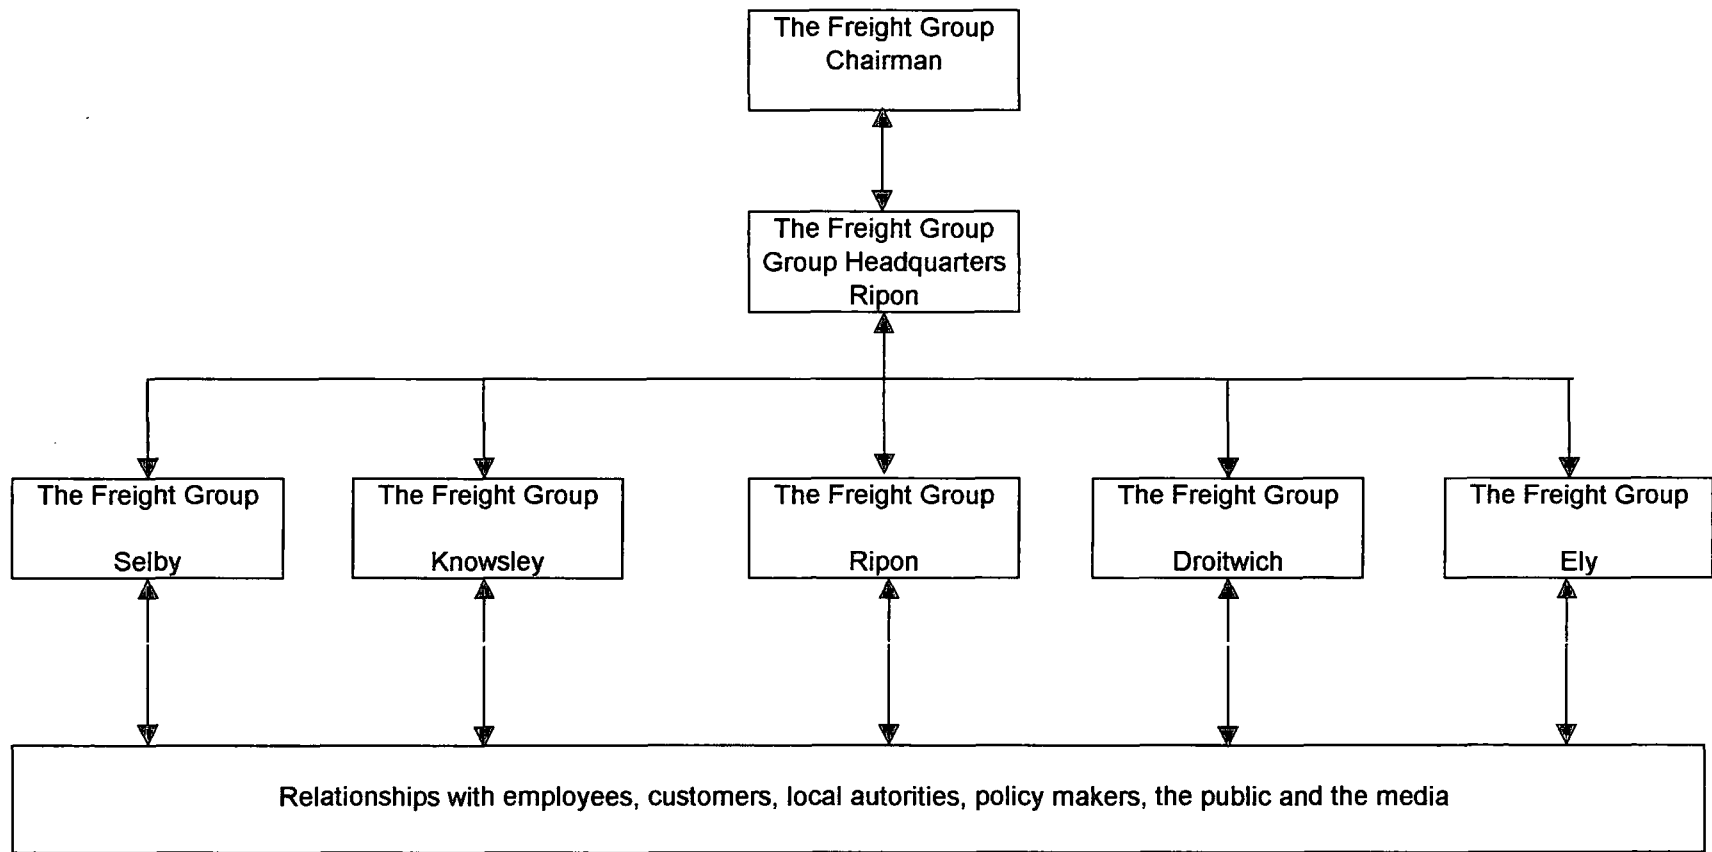 The Freight Group
Chairman
The Freight Group
Group Headquarters
Ripon
The Freight Group
Selby
The Freight Group
Knowsley
The Freight Group
Ripon
The Freight Group
Droitwich
The Freight Group
Ely
Relationships with employees, customers, local autorities, policy makers, the public and the media